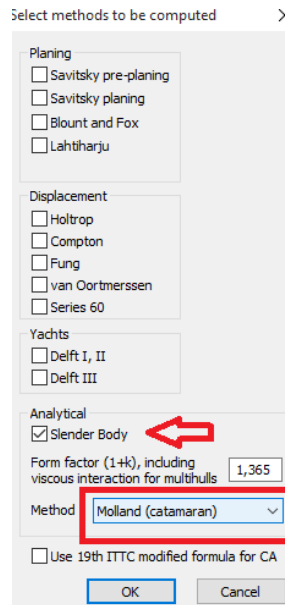 Select methods to be computed
Planing
Savitsky pre-planing
Savitsky planing
Blount and Fox
Lahtiharju
Displacement
Holtrop
Compton
Fung
van Oortmerssen
Series 60
Yachts
Delft I, II
Delft III
Analytical
Slender Body
Form factor (1+k), including
viscous interaction for multihulls 1,365
Method Molland (catamaran)
Use 19th ITTC modified formula for CA
OK Cancel